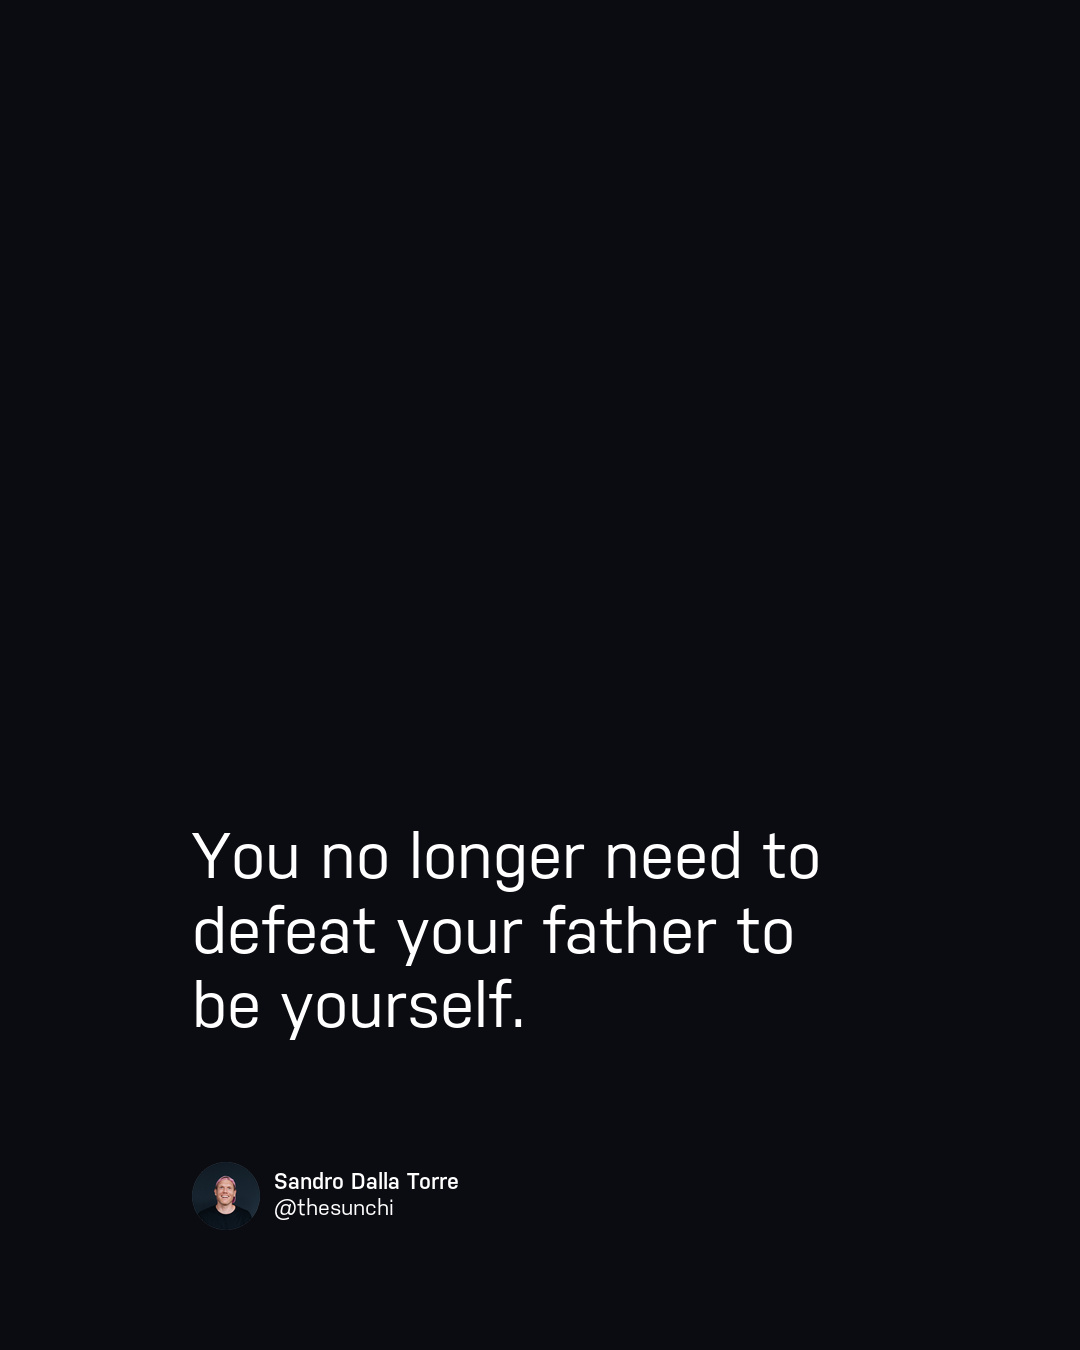 You no longer need to
defeat your father to
be yourself.
Sandro Dalla Torre
@thesunchi